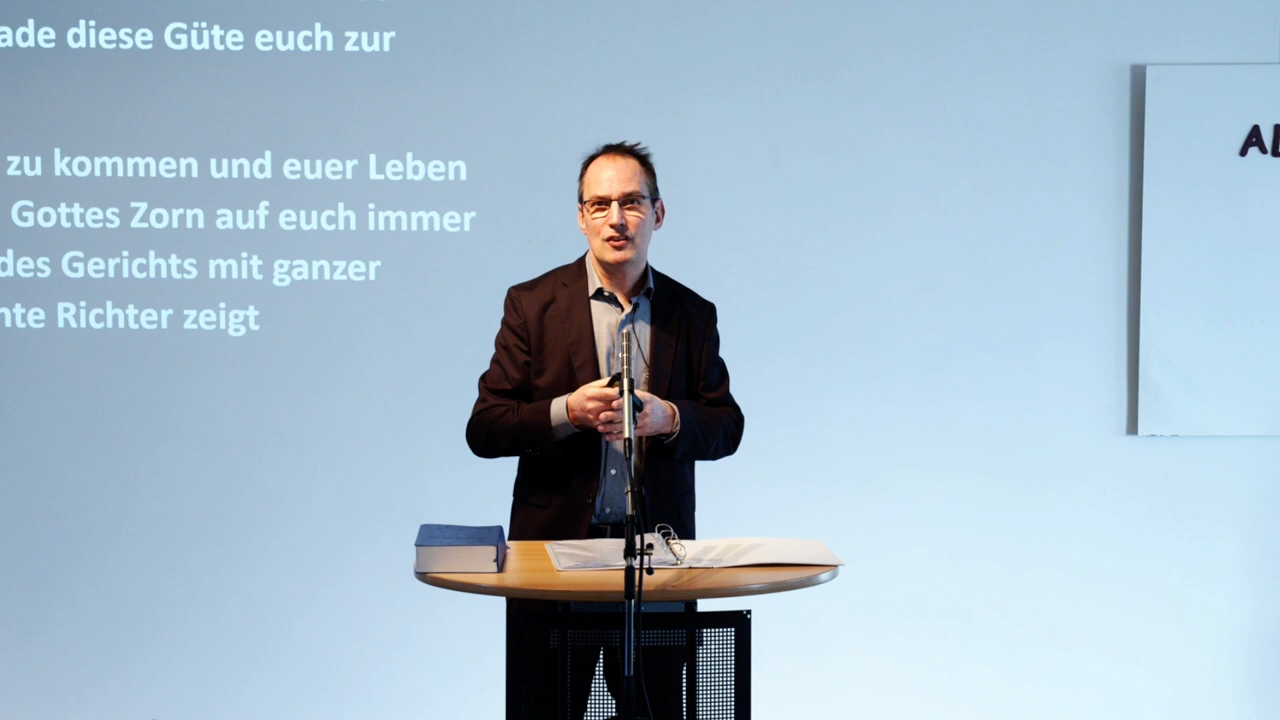 ade diese Güte euch zur
zu kommen und euer Leben
Gottes Zorn auf euch immer
des Gerichts mit ganzer
nte Richter zeigt
AL